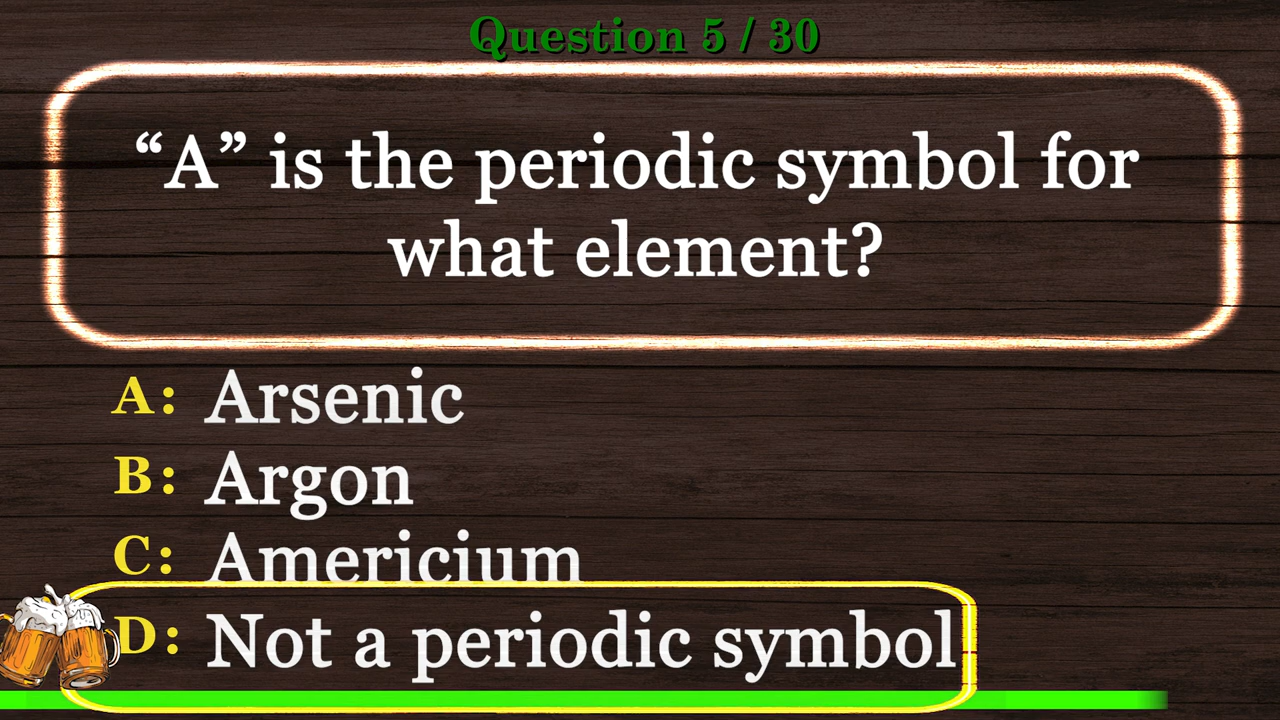 Question 5 / 30
“A” is the periodic symbol for
what element?
A: Arsenic
B: Argon
C: Americium
D: Not a periodic symbol